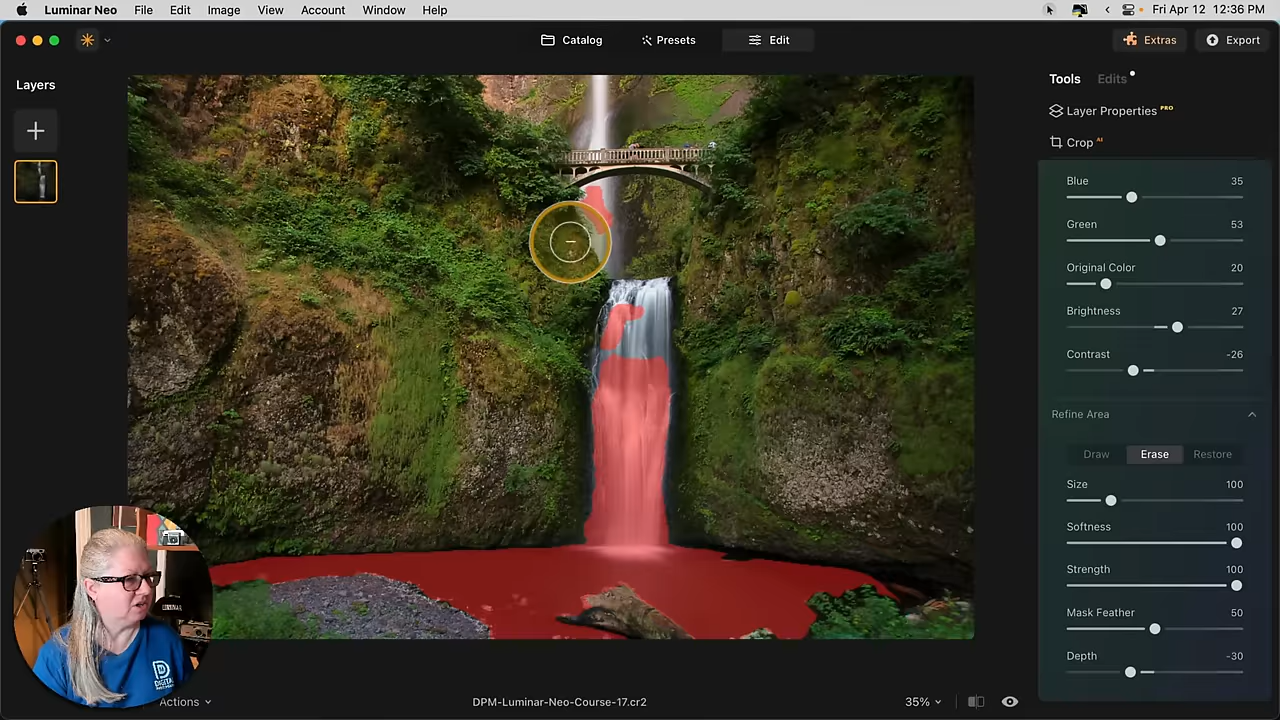 Luminar Neo File Edit Image View Account Window Help Fri Apr 12 12:36 PM
Catalog Presets Edit Extras Export
Layers
Tools Edits
Layer Properties PRO
Crop AI
Blue 35
Green 53
Original Color 20
Brightness 27
Contrast -26
Refine Area
Draw Erase Restore
Size 100
Softness 100
Strength 100
Mask Feather 50
Depth -30
Actions DPM-Luminar-Neo-Course-17.cr2 35%